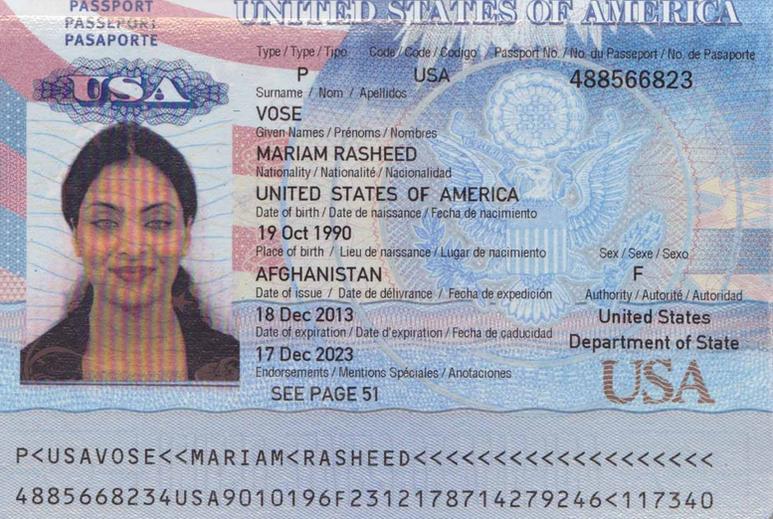 PASSPORT
PASSEPORT
PASAPORTE
UNITED STATES OF AMERICA
USA
Type / Type / Tipo Code / Code / Codigo Passport No. / No. du Passeport / No. de Pasaporte
P USA 488566823
Surname / Nom / Apellidos
VOSE
Given Names / Prénoms / Nombres
MARIAM RASHEED
Nationality / Nationalité / Nacionalidad
UNITED STATES OF AMERICA
Date of birth / Date de naissance / Fecha de nacimiento
19 Oct 1990
Place of birth / Lieu de naissance / Lugar de nacimiento Sex / Sexe / Sexo
AFGHANISTAN F
Date of issue / Date de délivrance / Fecha de expedición Authority / Autorité / Autoridad
18 Dec 2013 United States
Date of expiration / Date d'expiration / Fecha de caducidad Department of State
17 Dec 2023
Endorsements / Mentions Spéciales / Anotaciones
SEE PAGE 51 USA
P<USAVOSE<<MARIAM<RASHEED<<<<<<<<<<<<<<<<<<<
4885668234USA9010196F2312178714279246<117340